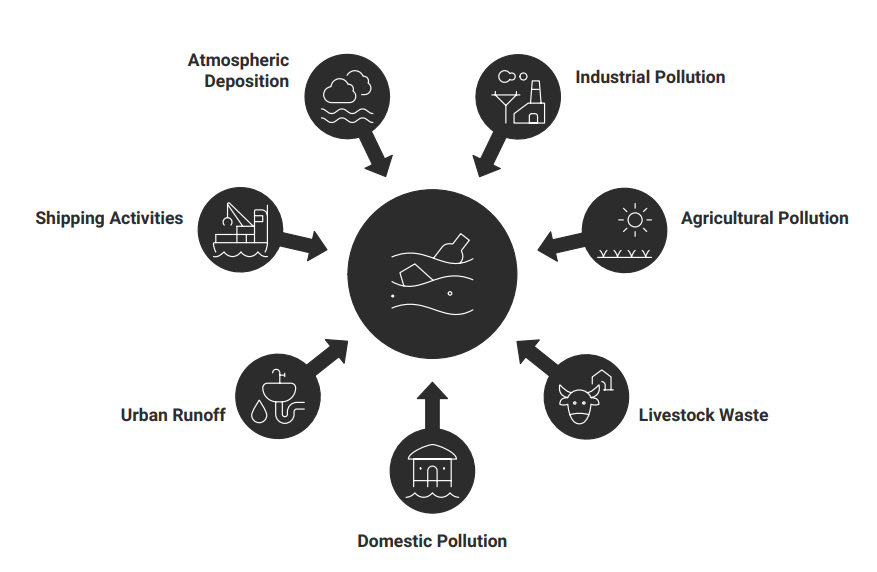 Atmospheric
Deposition
Industrial Pollution
Shipping Activities
Agricultural Pollution
Urban Runoff
Livestock Waste
Domestic Pollution